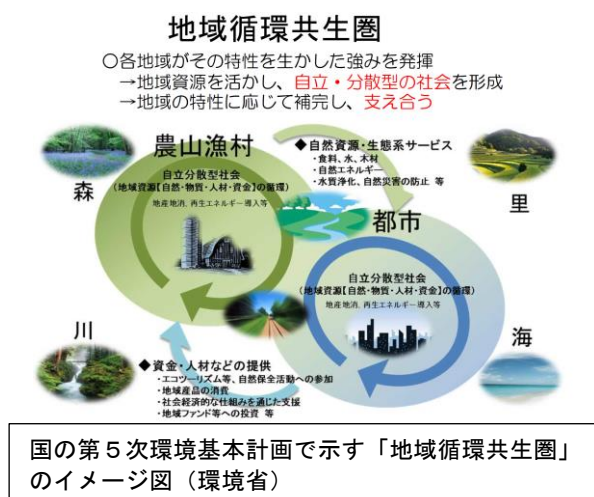 地域循環共生圏
○各地域がその特性を生かした強みを発揮
→地域資源を活かし、自立・分散型の社会を形成
→地域の特性に応じて補完し、支え合う
農山漁村
自立分散型社会
(地域資源【自然・物質・人材・資金】の循環)
地産地消、再生エネルギー導入等
森
◆自然資源・生態系サービス
・食料、水、木材
・自然エネルギー
・水質浄化、自然災害の防止 等
里
都市
自立分散型社会
(地域資源【自然・物質・人材・資金】の循環)
地産地消、再生エネルギー導入等
川
海
◆資金・人材などの提供
・エコツーリズム等、自然保全活動への参加
・地域産品の消費
・社会経済的な仕組みを通じた支援
・地域ファンド等への投資 等
国の第5次環境基本計画で示す「地域循環共生圏」
のイメージ図(環境省)